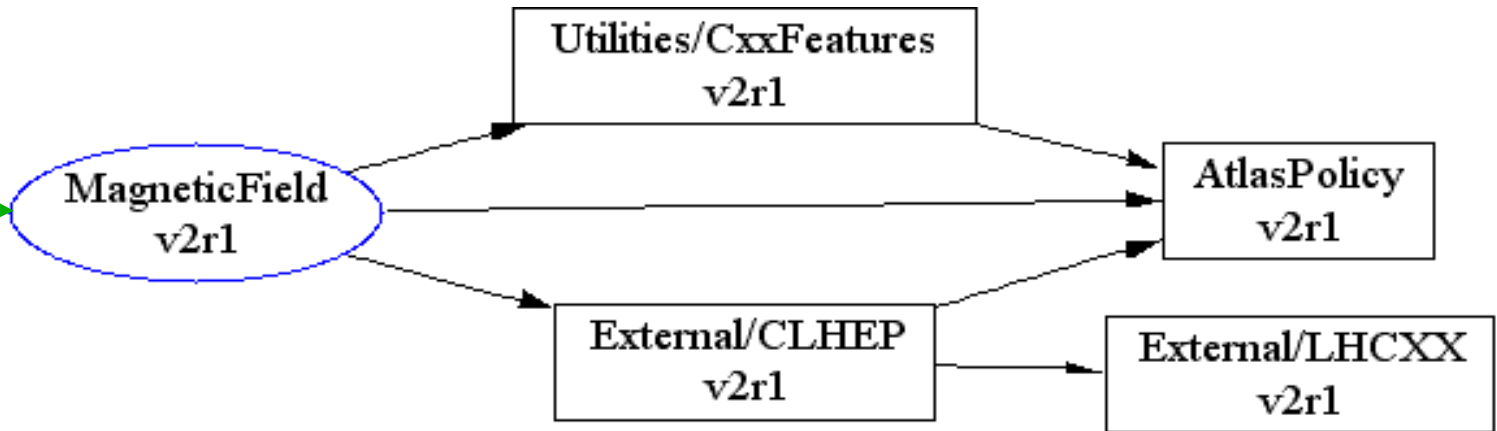 Utilities/CxxFeatures
v2r1
MagneticField
v2r1
AtlasPolicy
v2r1
External/CLHEP
v2r1
External/LHCXX
v2r1